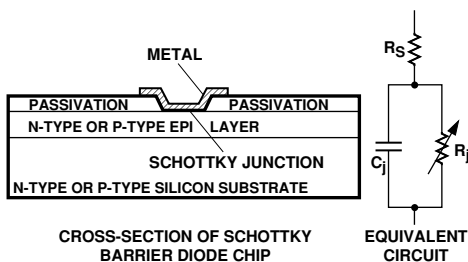 METAL
PASSIVATION PASSIVATION
N-TYPE OR P-TYPE EPI LAYER
SCHOTTKY JUNCTION
N-TYPE OR P-TYPE SILICON SUBSTRATE
CROSS-SECTION OF SCHOTTKY
BARRIER DIODE CHIP
RS
Cj
Rj
EQUIVALENT
CIRCUIT